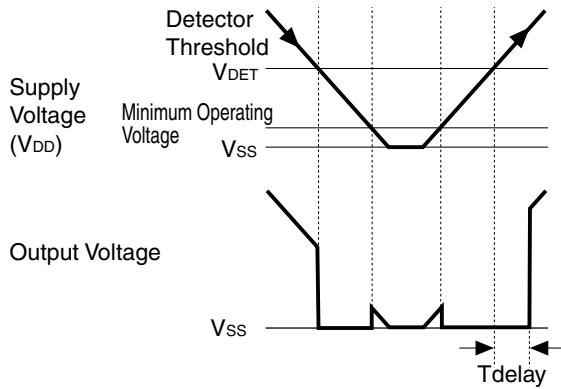 Detector
Threshold
VDET
Supply
Voltage
(VDD)
Minimum Operating
Voltage
VSS
Output Voltage
VSS
Tdelay